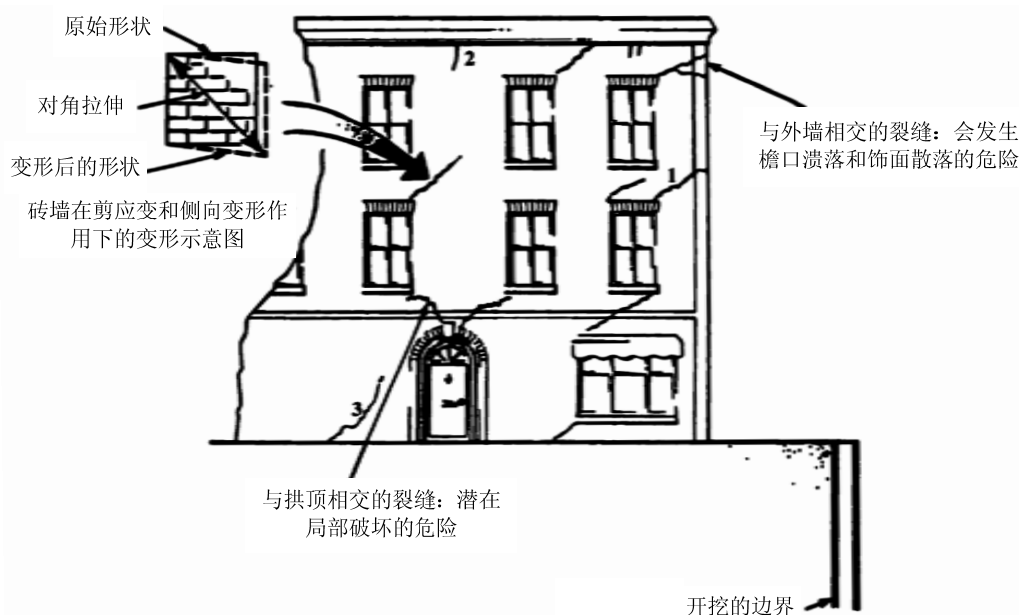 原始形状
2
对角拉伸
与外墙相交的裂缝：会发生
檐口溃落和饰面散落的危险
变形后的形状
1
砖墙在剪应变和侧向变形作
用下的变形示意图
3
与拱顶相交的裂缝：潜在
局部破坏的危险
开挖的边界